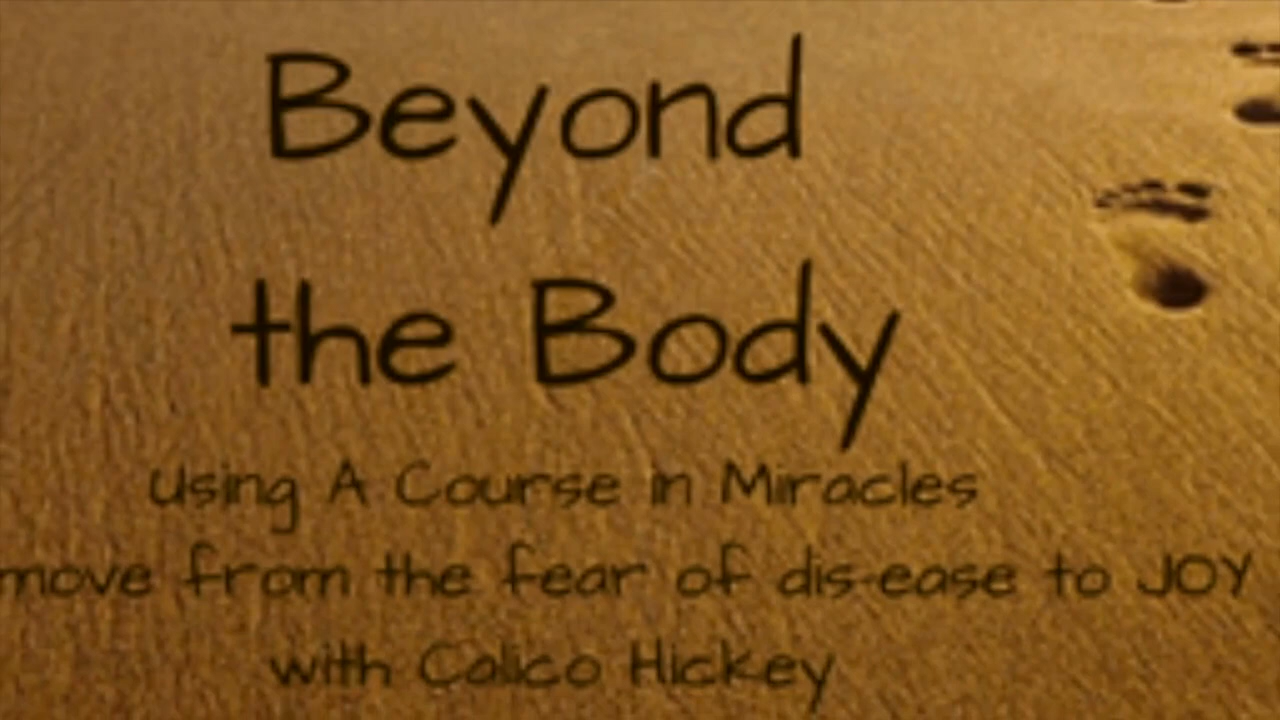 Beyond
the Body
Using A Course in Miracles
move from the fear of dis-ease to JOY
with Calico Hickey